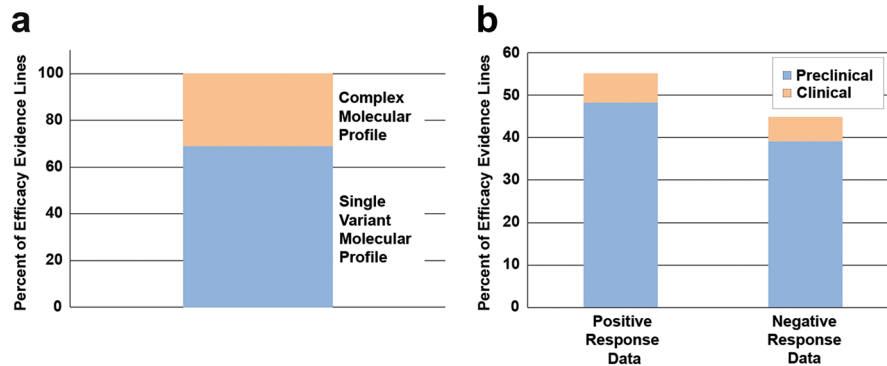 a
Percent of Efficacy Evidence Lines
100
80
60
40
20
0
Complex
Molecular
Profile
Single
Variant
Molecular
Profile
b
Percent of Efficacy Evidence Lines
60
50
40
30
20
10
0
Preclinical
Clinical
Positive
Response
Data
Negative
Response
Data